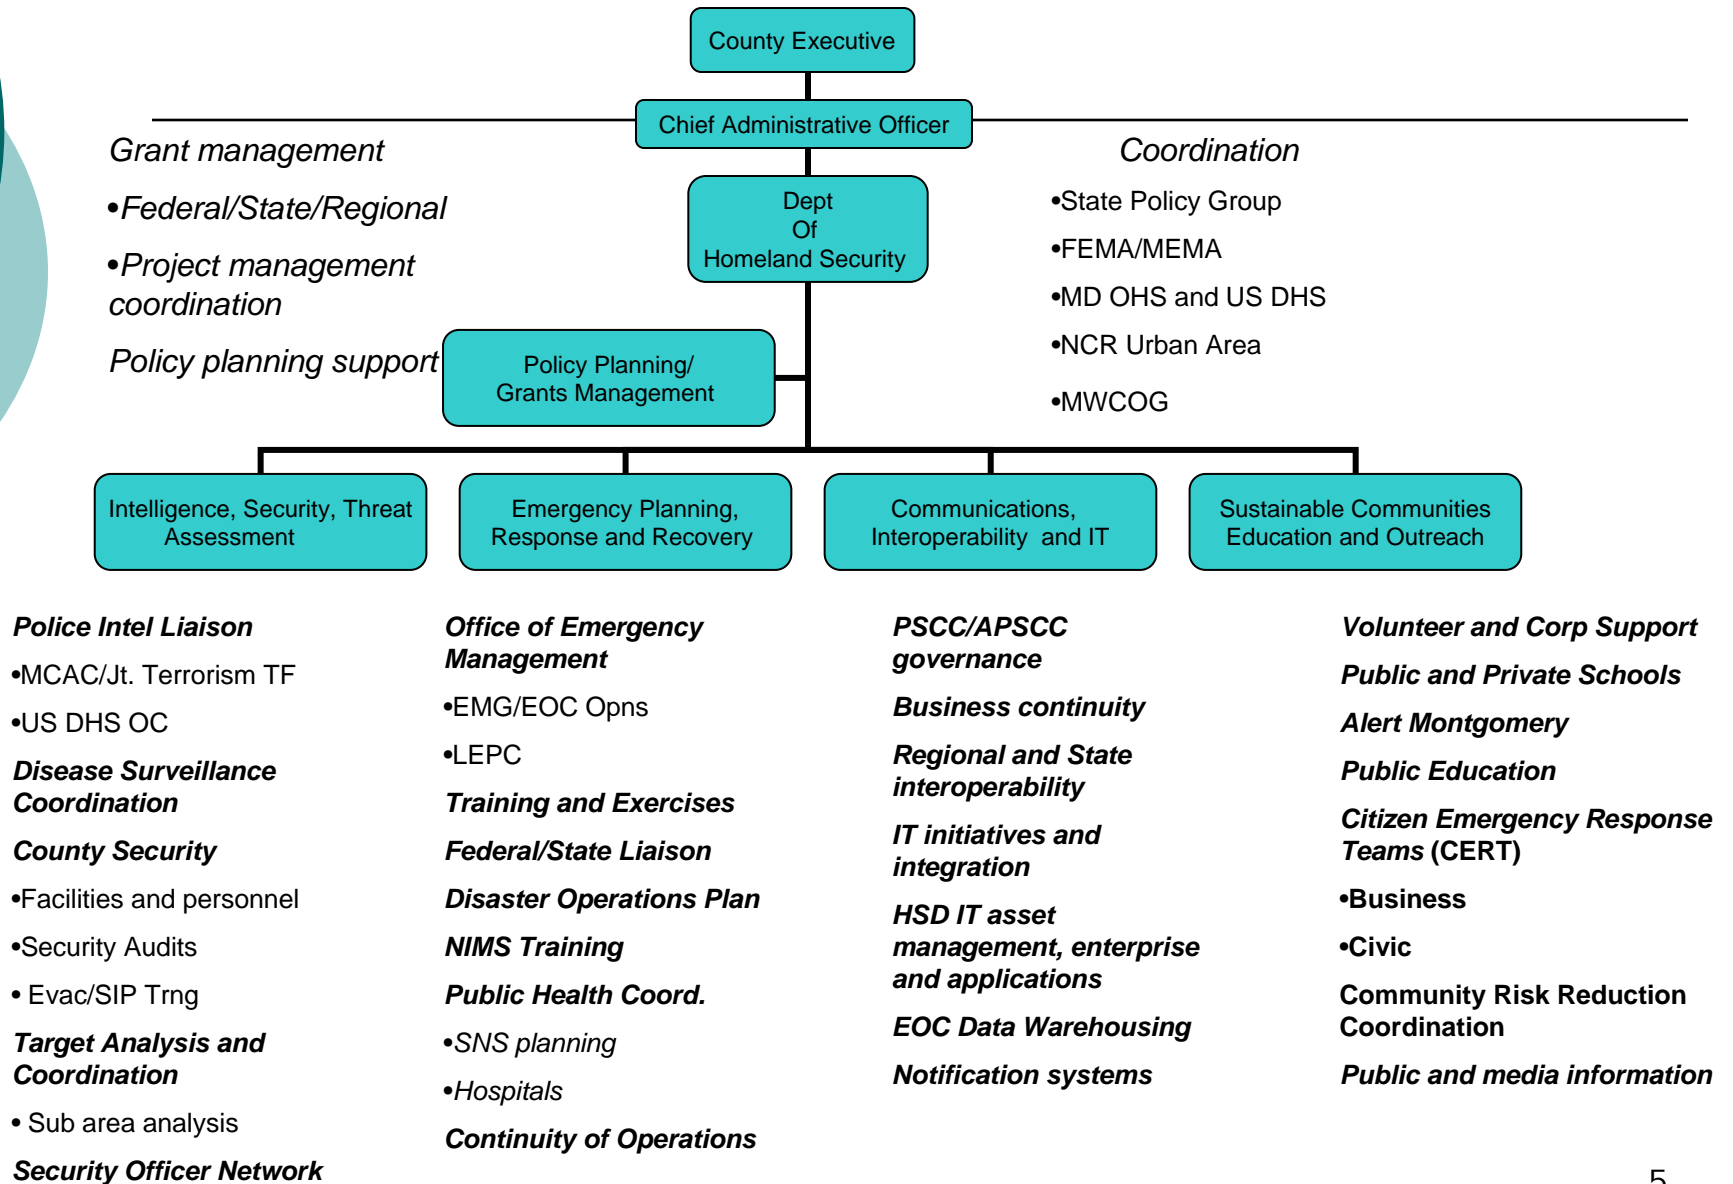 County Executive
Chief Administrative Officer
Grant management
•Federal/State/Regional
•Project management
coordination
Policy planning support
Dept
Of
Homeland Security
Coordination
•State Policy Group
•FEMA/MEMA
•MD OHS and US DHS
•NCR Urban Area
•MWCOG
Policy Planning/
Grants Management
Intelligence, Security, Threat
Assessment
Emergency Planning,
Response and Recovery
Communications,
Interoperability and IT
Sustainable Communities
Education and Outreach
Police Intel Liaison
•MCAC/Jt. Terrorism TF
•US DHS OC
Disease Surveillance
Coordination
County Security
•Facilities and personnel
•Security Audits
• Evac/SIP Trng
Target Analysis and
Coordination
• Sub area analysis
Security Officer Network
Office of Emergency
Management
•EMG/EOC Opns
•LEPC
Training and Exercises
Federal/State Liaison
Disaster Operations Plan
NIMS Training
Public Health Coord.
•SNS planning
•Hospitals
Continuity of Operations
PSCC/APSCC
governance
Business continuity
Regional and State
interoperability
IT initiatives and
integration
HSD IT asset
management, enterprise
and applications
EOC Data Warehousing
Notification systems
Volunteer and Corp Support
Public and Private Schools
Alert Montgomery
Public Education
Citizen Emergency Response
Teams (CERT)
•Business
•Civic
Community Risk Reduction
Coordination
Public and media information
5